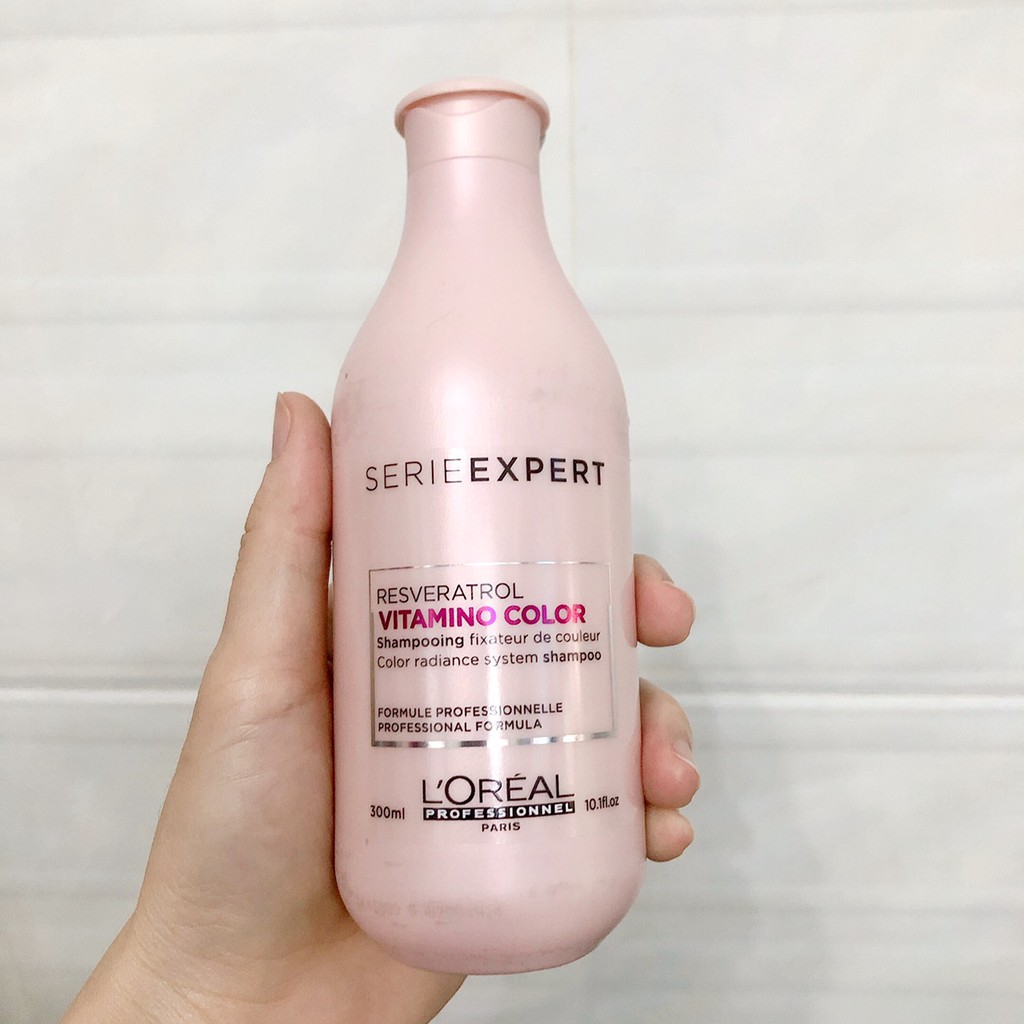 SERIEEXPERT
RESVERATROL
VITAMINO COLOR
Shampooing fixateur de couleur
Color radiance system shampoo
FORMULE PROFESSIONNELLE
PROFESSIONAL FORMULA
L'ORÉAL
300ml PROFESSIONNEL 10.1fl.oz
PARIS